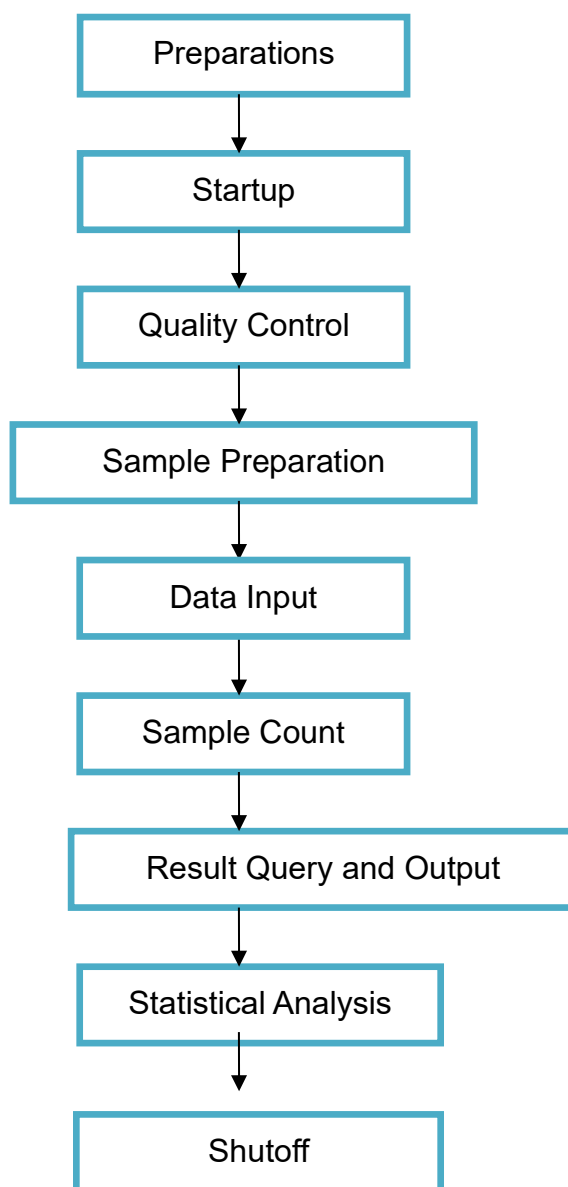 Preparations
Startup
Quality Control
Sample Preparation
Data Input
Sample Count
Result Query and Output
Statistical Analysis
Shutoff